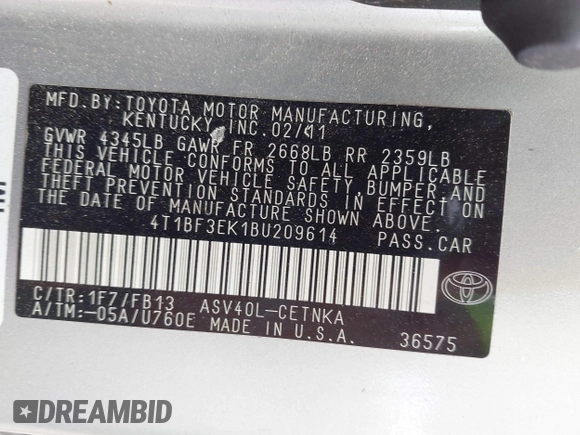 MFD. BY: TOYOTA MOTOR MANUFACTURING,
KENTUCKY, INC. 02/11
GVWR 4345LB GAWR FR 2668LB RR 2359LB
THIS VEHICLE CONFORMS TO ALL APPLICABLE
FEDERAL MOTOR VEHICLE SAFETY, BUMPER, AND
THEFT PREVENTION STANDARDS IN EFFECT ON
THE DATE OF MANUFACTURE SHOWN ABOVE.
4T1BF3EK1BU209614 PASS. CAR
C/TR: 1F7/FB13 ASV40L-CETNKA
A/TM: -05A/U760E MADE IN U.S.A.
36575
DREAMBID